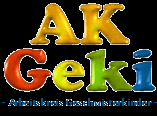 AK
Geki
- Arbeitskreis Geschwisterkinder -